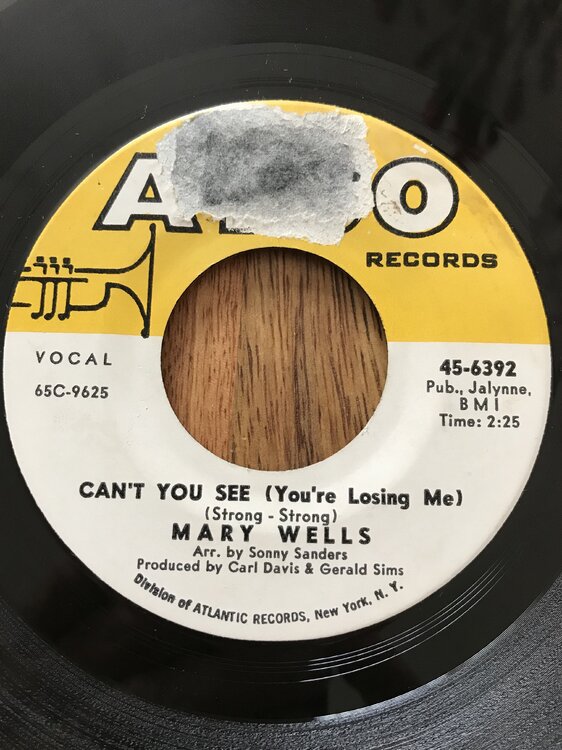 RECORDS
VOCAL
65C-9625
45-6392
Pub., Jalynne,
BMI
Time: 2:25
CAN'T YOU SEE (You're Losing Me)
(Strong - Strong)
MARY WELLS
Arr. by Sonny Sanders
Produced by Carl Davis & Gerald Sims
Division of ATLANTIC RECORDS, New York, N. Y.